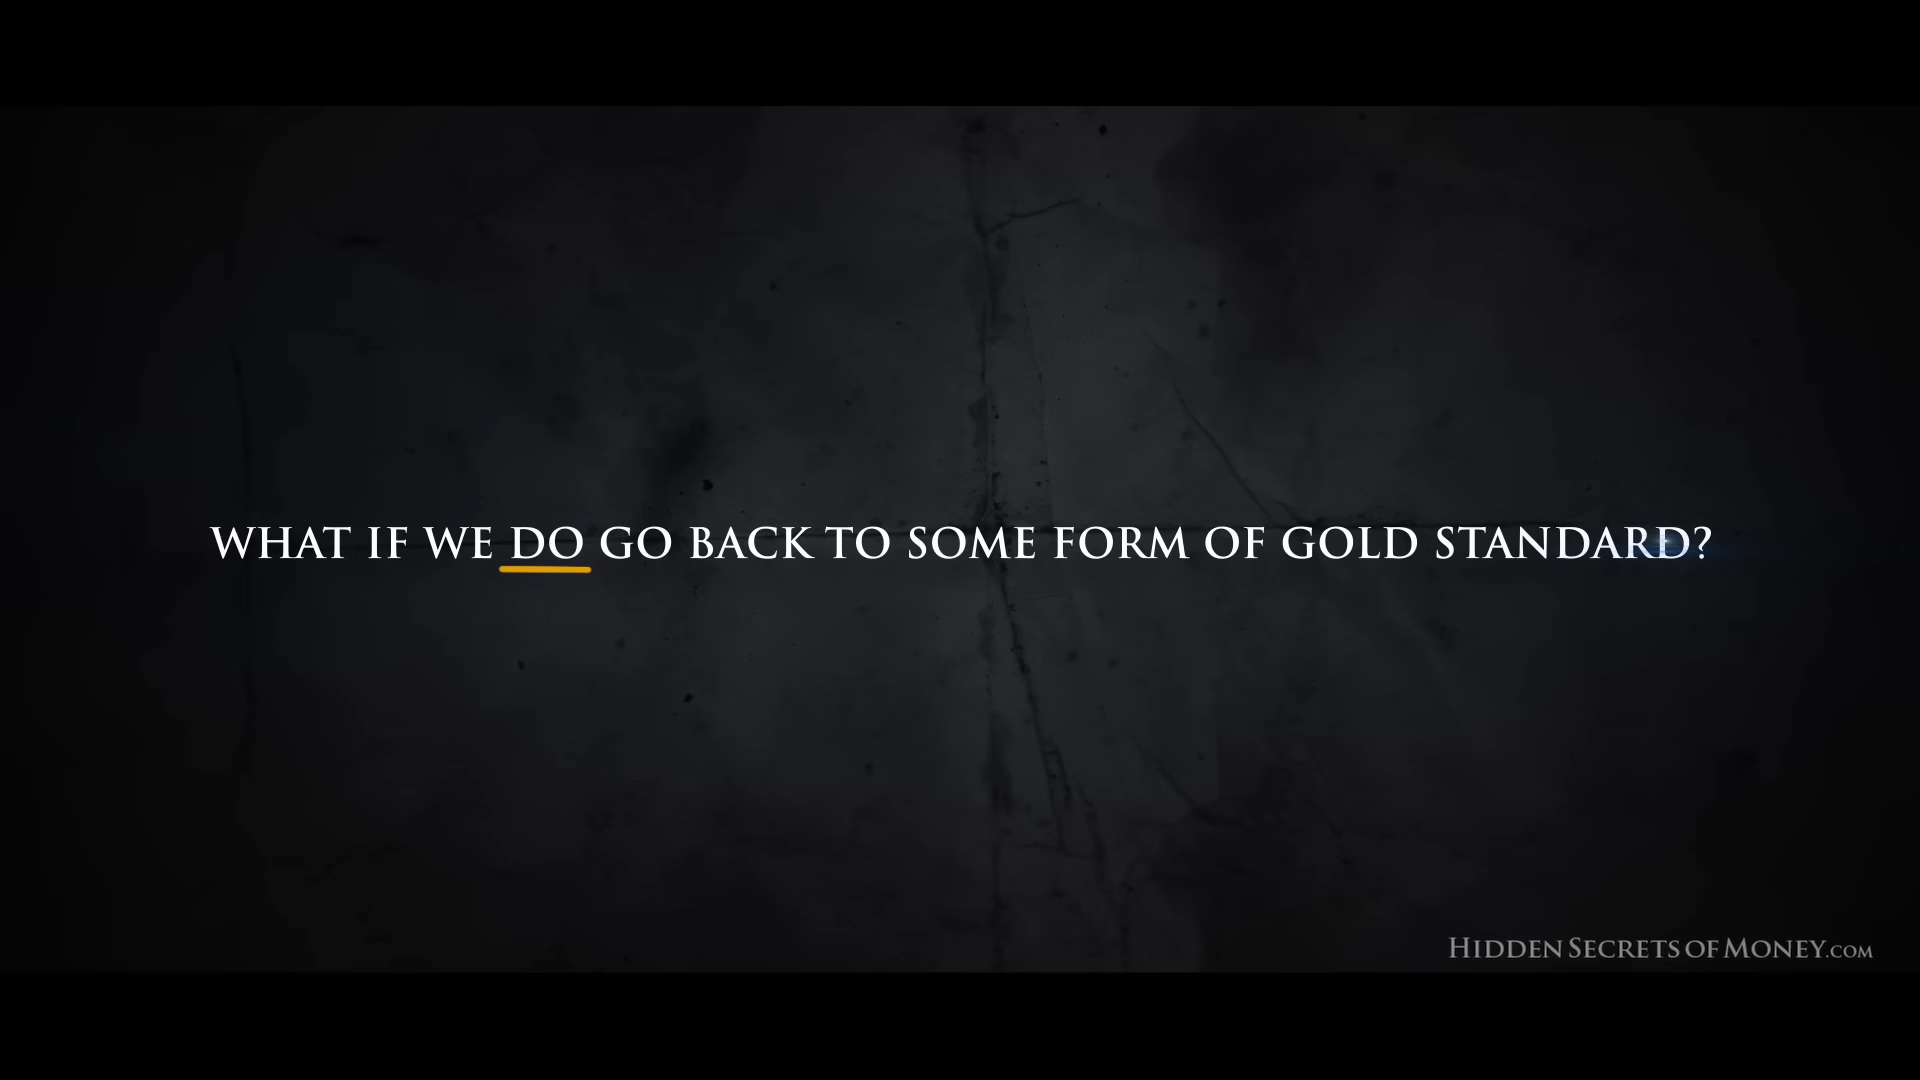 WHAT IF WE DO GO BACK TO SOME FORM OF GOLD STANDARD?
HIDDEN SECRETS OF MONEY.COM